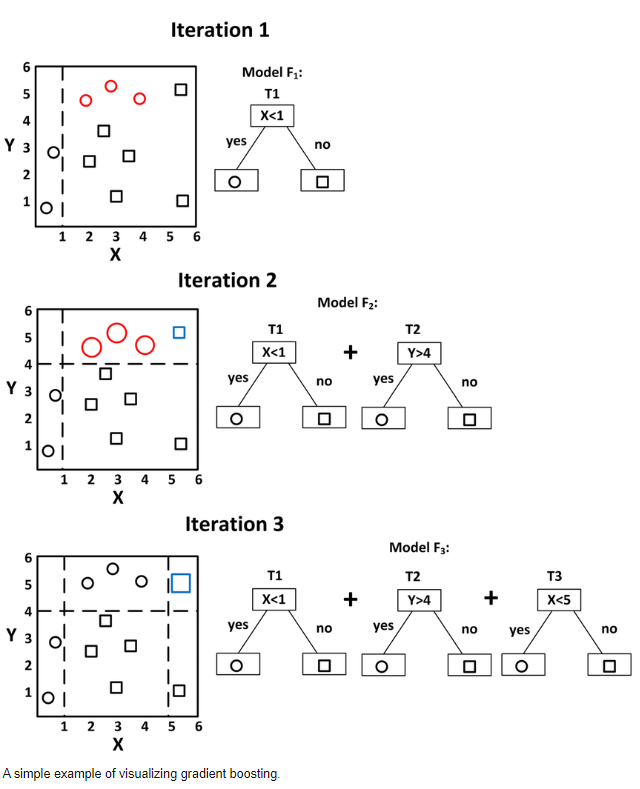 Iteration 1
6
5
4
Y 3
2
1
1 2 3 4 5 6
X
Model F₁:
T1
X<1
yes no
Iteration 2
6
5
4
Y 3
2
1
1 2 3 4 5 6
X
Model F₂:
T1 + T2
X<1 Y>4
yes no yes no
Iteration 3
6
5
4
Y 3
2
1
1 2 3 4 5 6
X
Model F₃:
T1 + T2 + T3
X<1 Y>4 X<5
yes no yes no yes no
A simple example of visualizing gradient boosting.